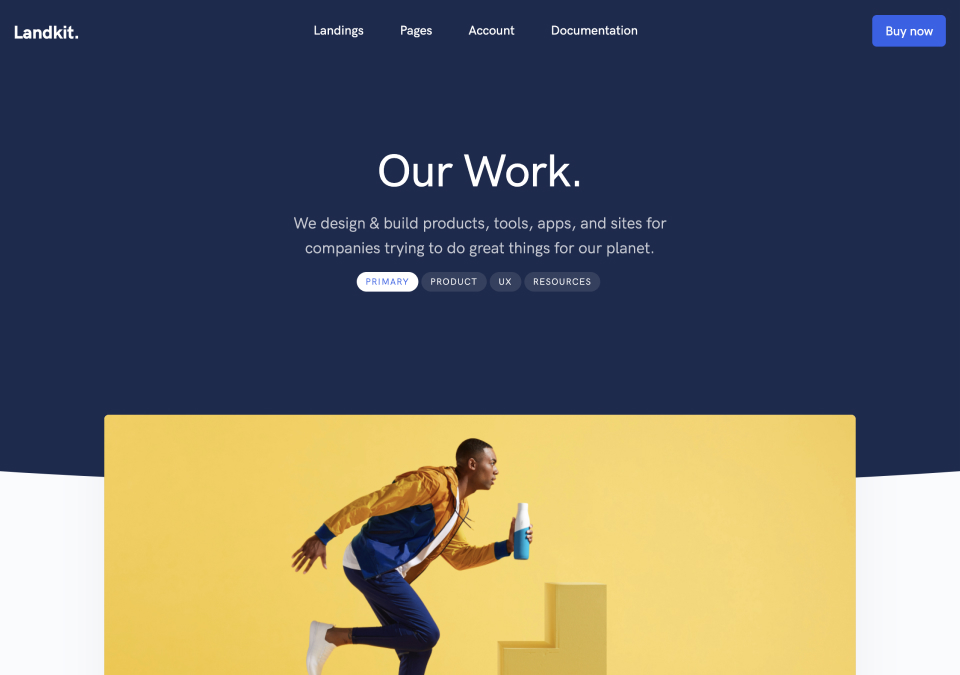 Landkit.
Landings
Pages
Account
Documentation
Buy now
Our Work.
We design & build products, tools, apps, and sites for
companies trying to do great things for our planet.
PRIMARY
PRODUCT
UX
RESOURCES